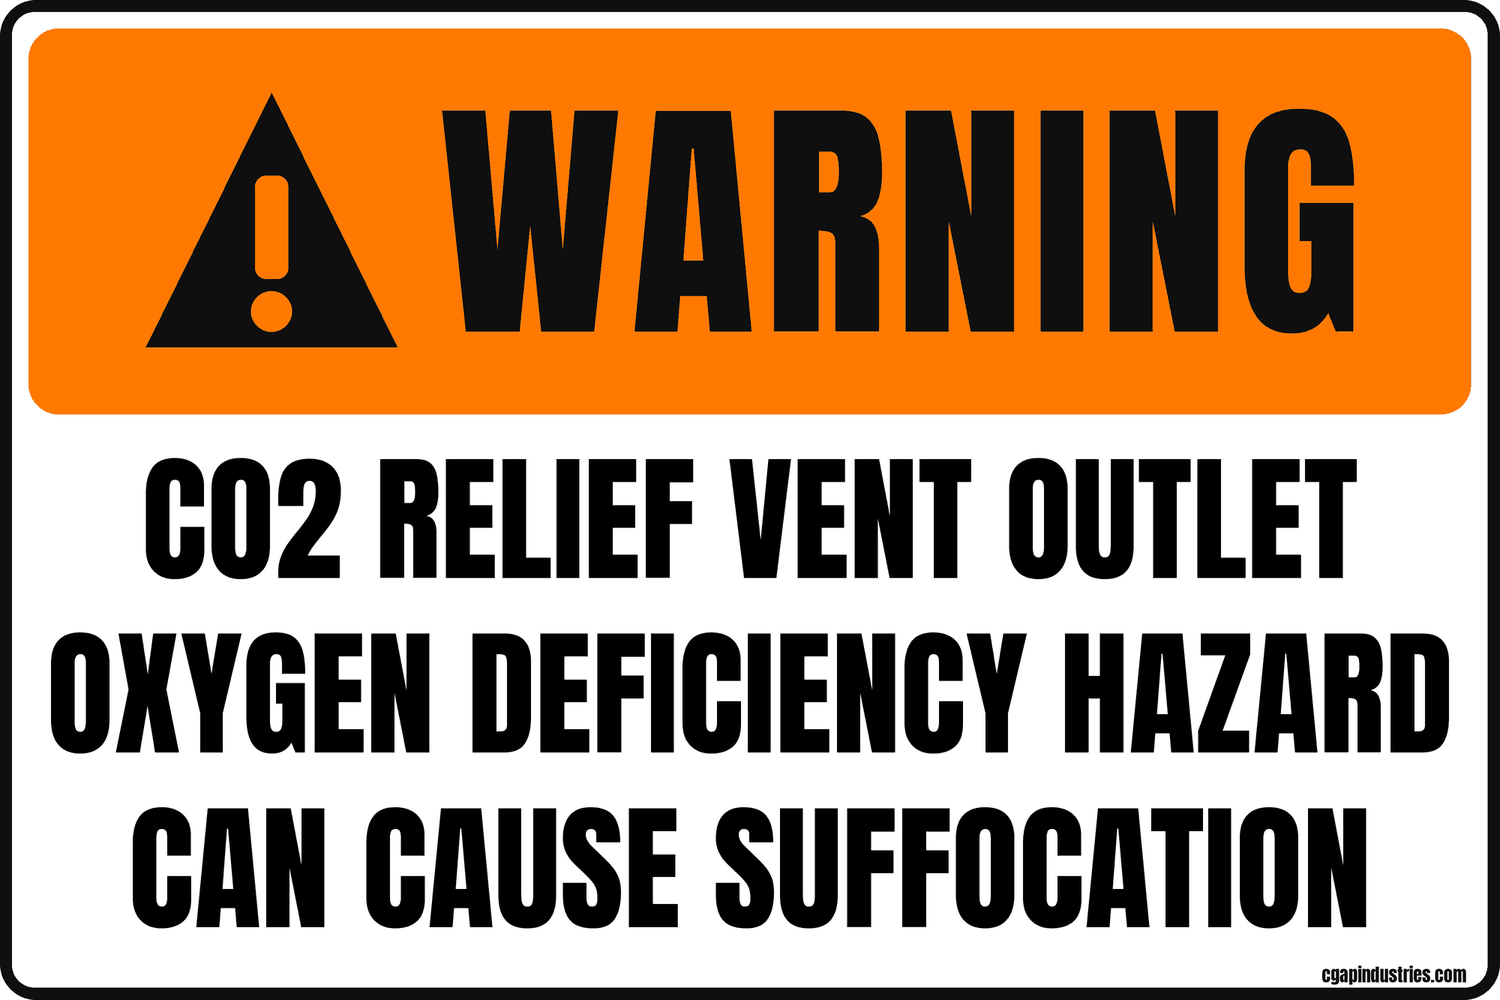 WARNING
CO2 RELIEF VENT OUTLET
OXYGEN DEFICIENCY HAZARD
CAN CAUSE SUFFOCATION
cgapindustries.com